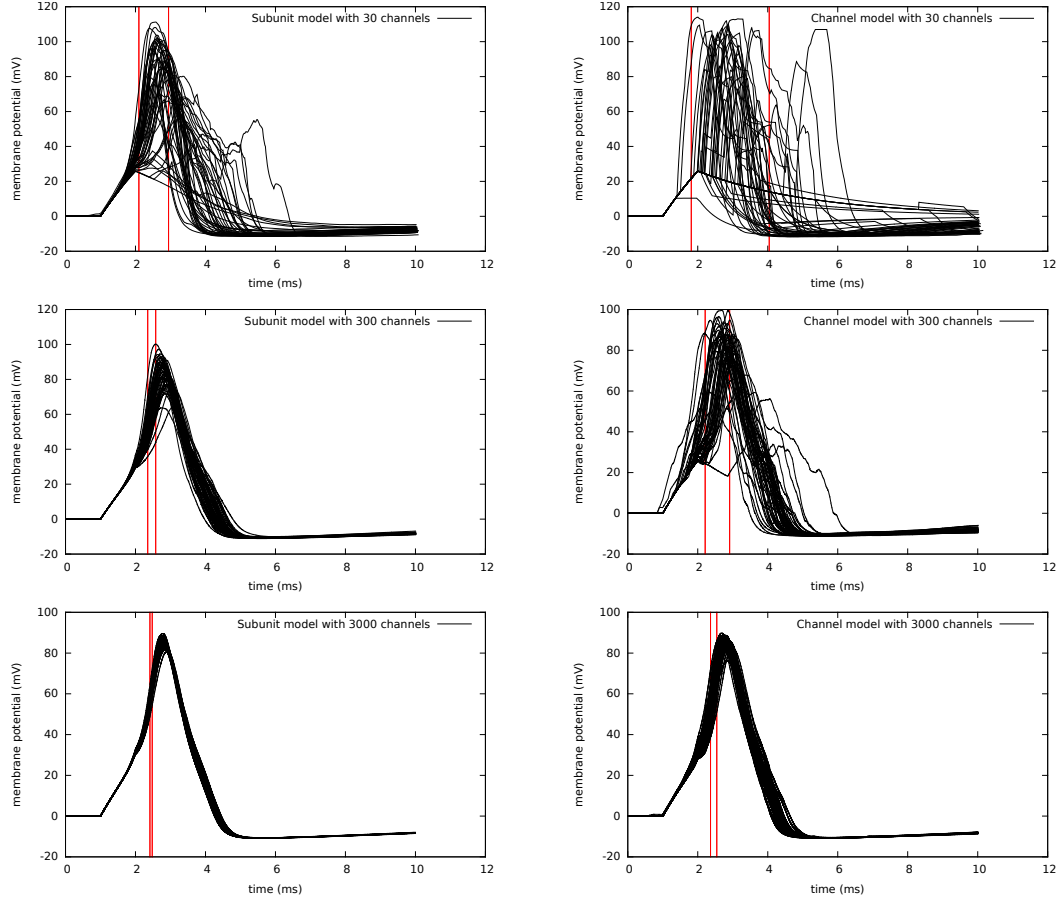 Subunit model with 30 channels
membrane potential (mV)
120
100
80
60
40
20
0
-20
0 2 4 6 8 10 12
time (ms)
Channel model with 30 channels
membrane potential (mV)
120
100
80
60
40
20
0
-20
0 2 4 6 8 10 12
time (ms)
Subunit model with 300 channels
membrane potential (mV)
120
100
80
60
40
20
0
-20
0 2 4 6 8 10 12
time (ms)
Channel model with 300 channels
membrane potential (mV)
100
80
60
40
20
0
-20
0 2 4 6 8 10 12
time (ms)
Subunit model with 3000 channels
membrane potential (mV)
100
80
60
40
20
0
-20
0 2 4 6 8 10 12
time (ms)
Channel model with 3000 channels
membrane potential (mV)
100
80
60
40
20
0
-20
0 2 4 6 8 10 12
time (ms)